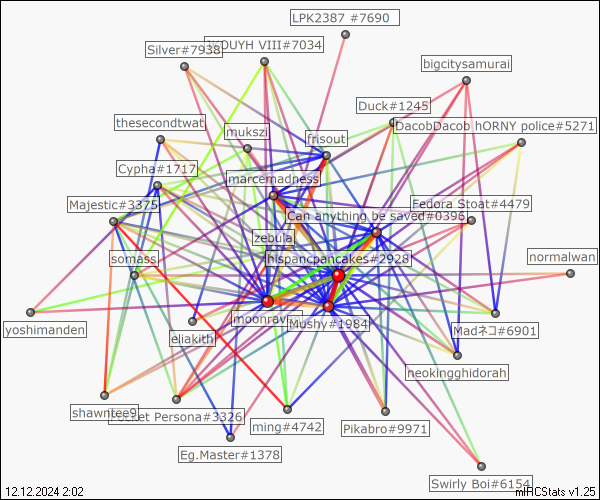 LPK2387 #7690
Silver#7938
KOUYH VIII#7034
bigcitysamurai
Duck#1245
thesecondtwat
mukszi
frisout
DacobDacob hORNY police#5271
Cypha#1717
marcemadness
Majestic#3375
Can anything be saved#0396
Fedora Stoat#4479
zebula
somass
hispancpancakes#2928
normalwan
moonrav
Mushy#1984
yoshimanden
eliakith
Madネコ#6901
neokingghidorah
shawntee9
Persona#3326
ming#4742
Pikabro#9971
Eg.Master#1378
Swirly Boi#6154
12.12.2024 2:02
mIRCStats v1.25